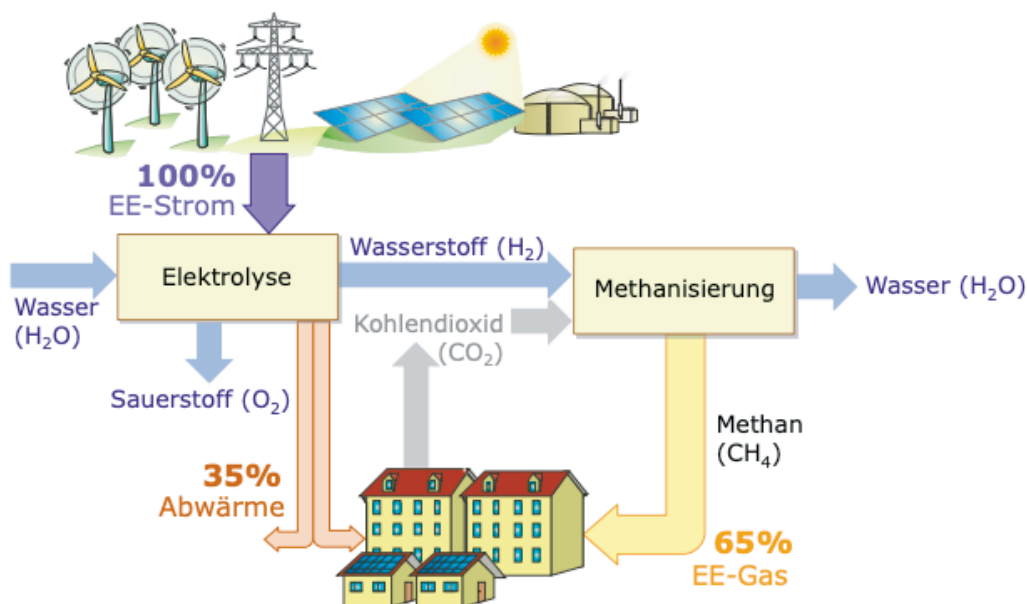 100%
EE-Strom
Elektrolyse
Wasserstoff (H₂)
Methanisierung
Wasser (H₂O)
Wasser
(H₂O)
Kohlendioxid
(CO₂)
Sauerstoff (O₂)
Methan
(CH₄)
35%
Abwärme
65%
EE-Gas